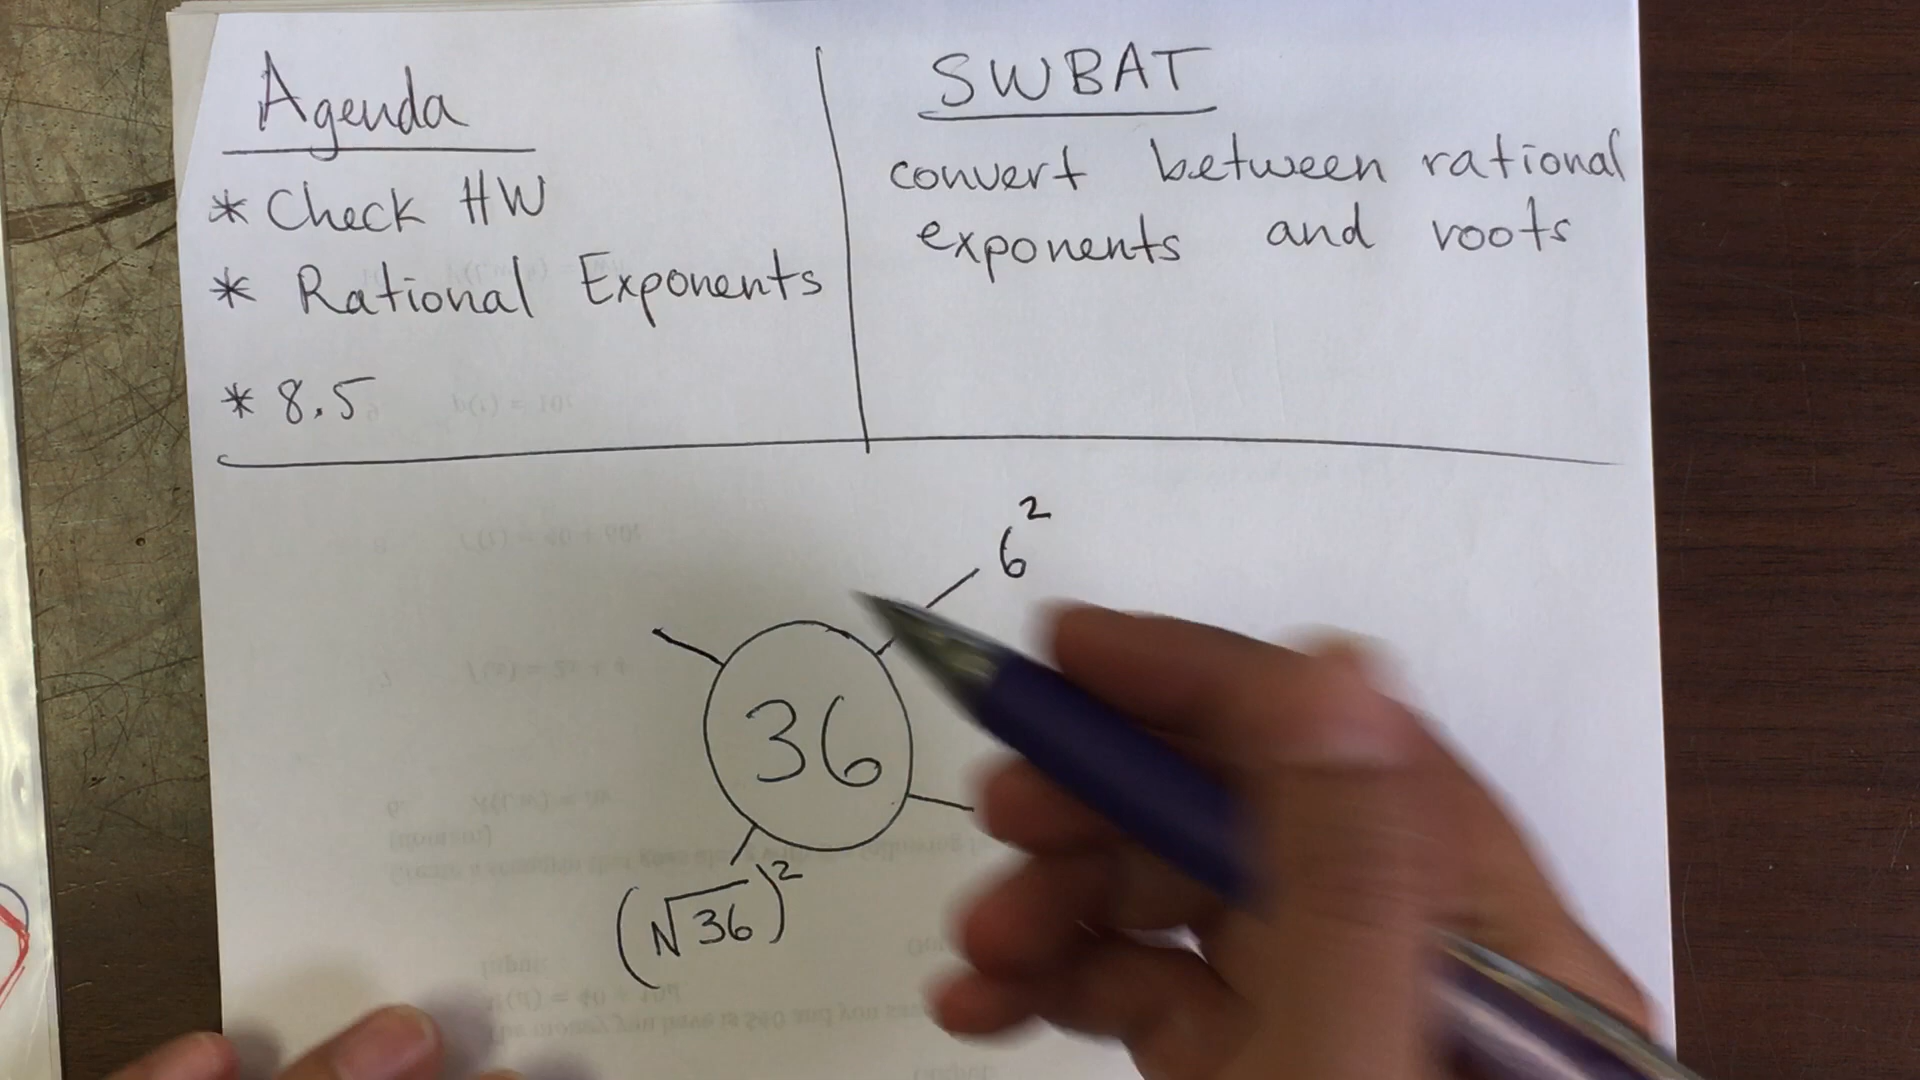 Agenda
* Check HW
* Rational Exponents
* 8.5
SWBAT
convert between rational
exponents and roots
6²
36
(√36)²